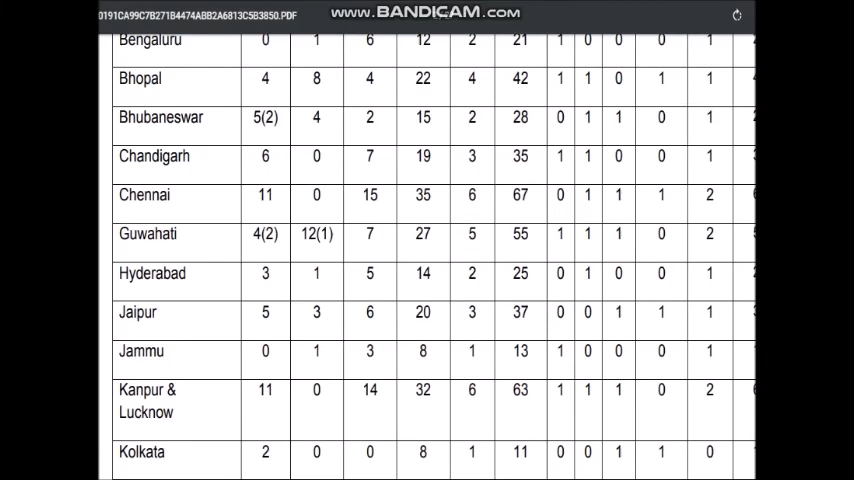 0191CA99C7B271B4474ABB2A6813C5B3850.PDF
www.BANDICAM.com
Bengaluru 0 1 6 12 2 21 1 0 0 0 1
Bhopal 4 8 4 22 4 42 1 1 0 1 1
Bhubaneswar 5(2) 4 2 15 2 28 0 1 1 0 1
Chandigarh 6 0 7 19 3 35 1 1 0 0 1
Chennai 11 0 15 35 6 67 0 1 1 1 2
Guwahati 4(2) 12(1) 7 27 5 55 1 1 1 0 2
Hyderabad 3 1 5 14 2 25 0 1 0 0 1
Jaipur 5 3 6 20 3 37 0 0 1 1 1
Jammu 0 1 3 8 1 13 1 0 0 0 1
Kanpur & 11 0 14 32 6 63 1 1 1 0 2
Lucknow
Kolkata 2 0 0 8 1 11 0 0 1 1 0